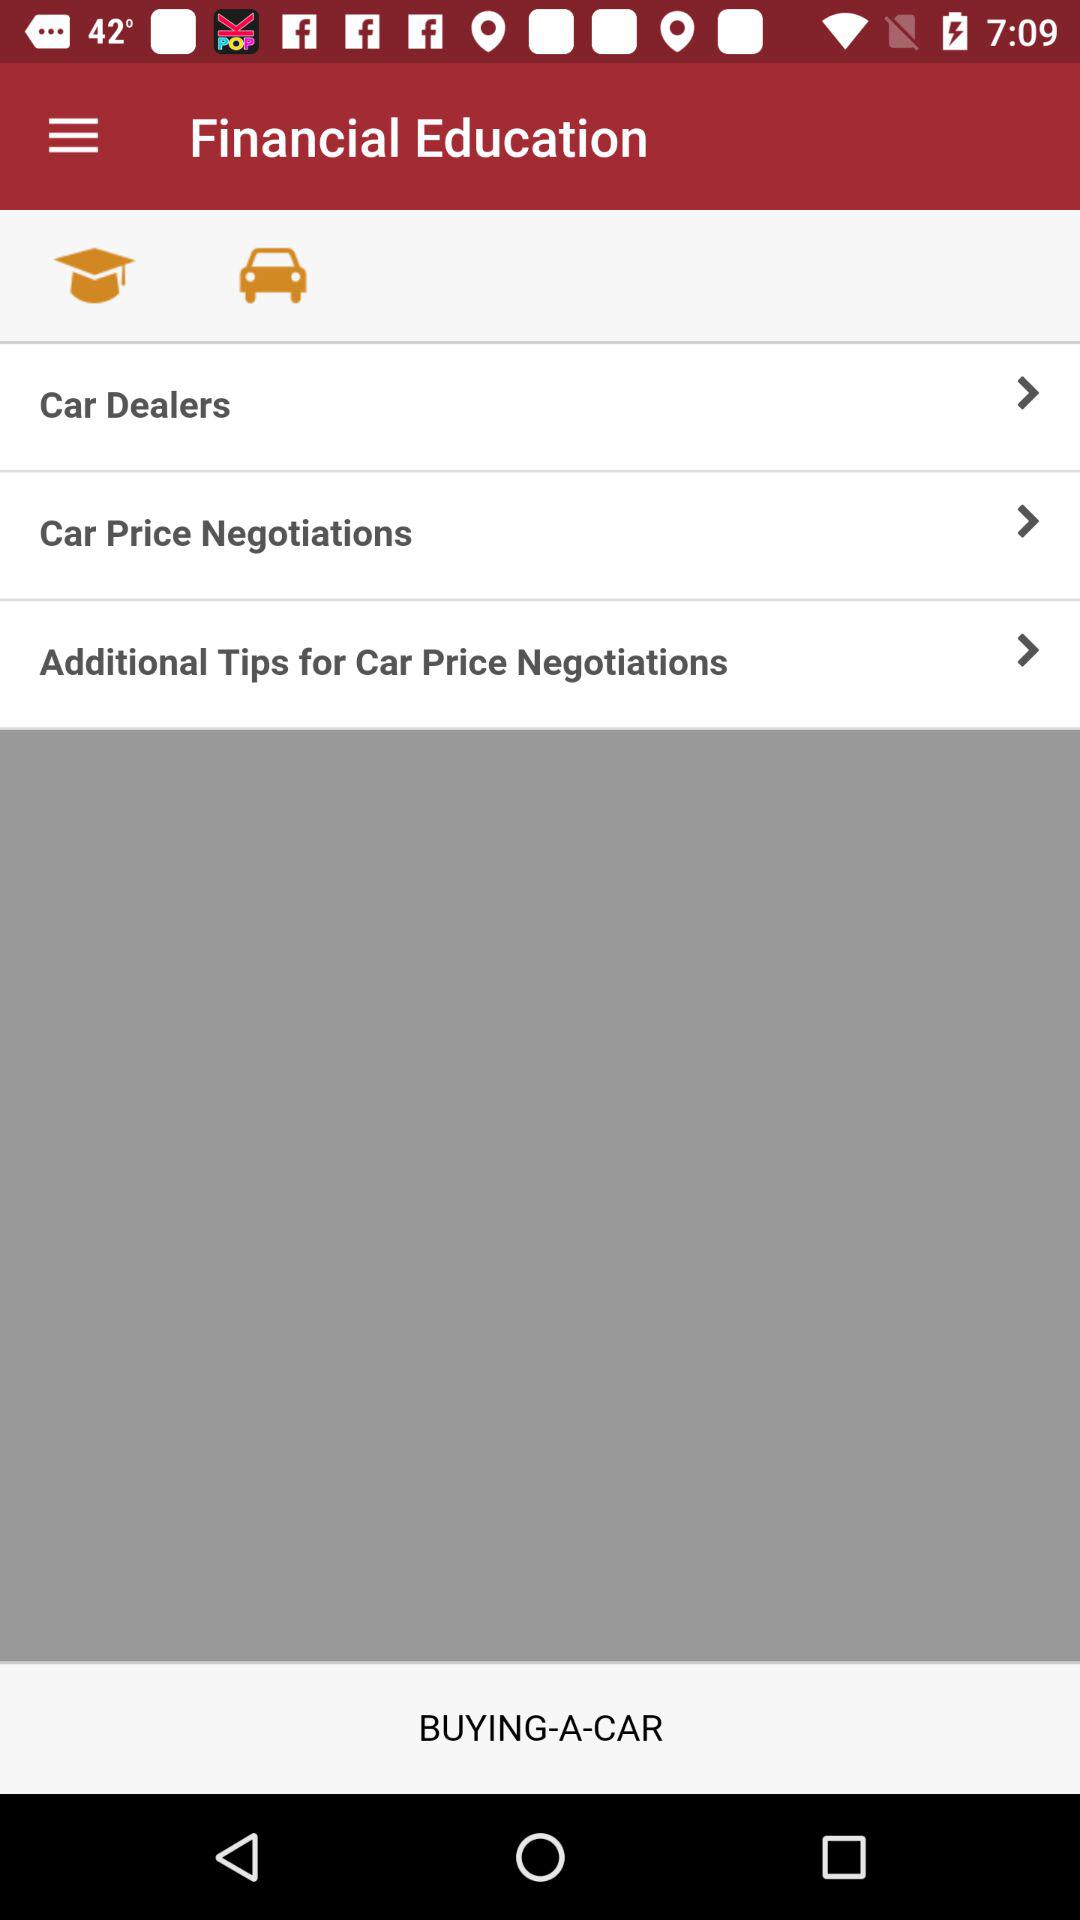 42° POP 7:09
Financial Education
Car Dealers
Car Price Negotiations
Additional Tips for Car Price Negotiations
BUYING-A-CAR